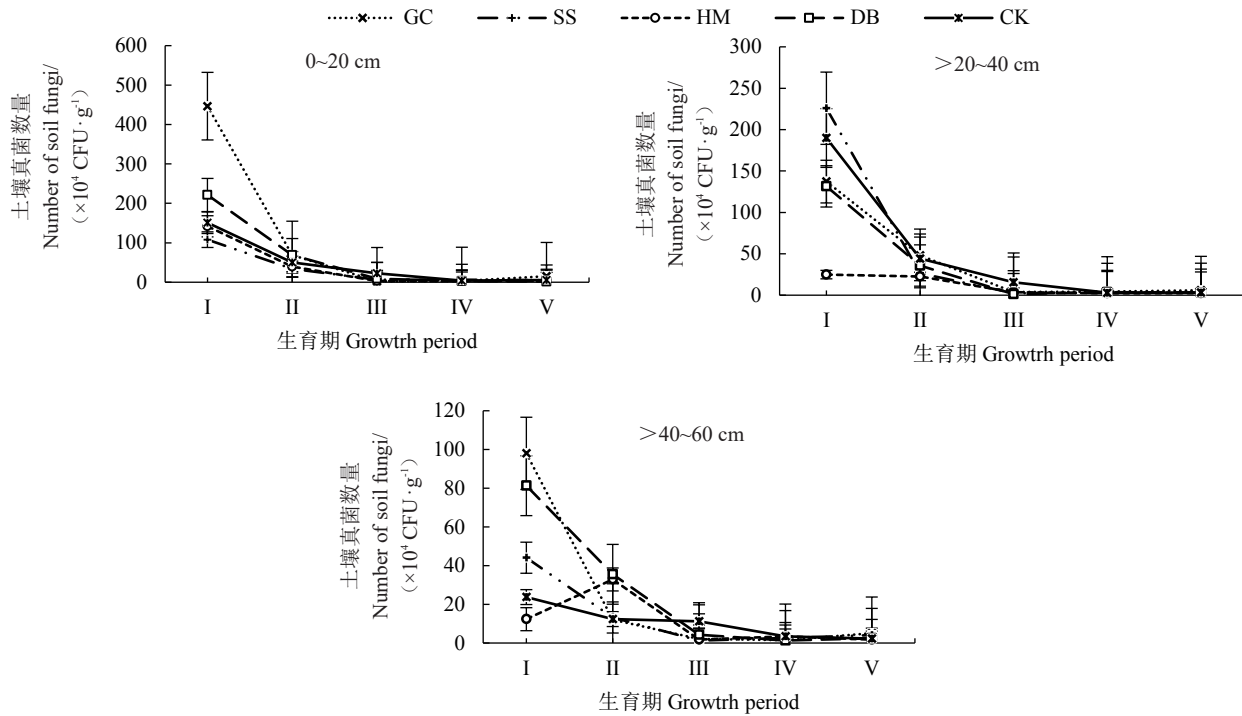 GC SS HM DB CK
土壤真菌数量
Number of soil fungi/
(×10⁴ CFU·g⁻¹)
600
500
400
300
200
100
0
0~20 cm
I II III IV V
生育期 Growtrh period
土壤真菌数量
Number of soil fungi/
(×10⁴ CFU·g⁻¹)
300
250
200
150
100
50
0
>20~40 cm
I II III IV V
生育期 Growtrh period
土壤真菌数量
Number of soil fungi/
(×10⁴ CFU·g⁻¹)
120
100
80
60
40
20
0
>40~60 cm
I II III IV V
生育期 Growtrh period